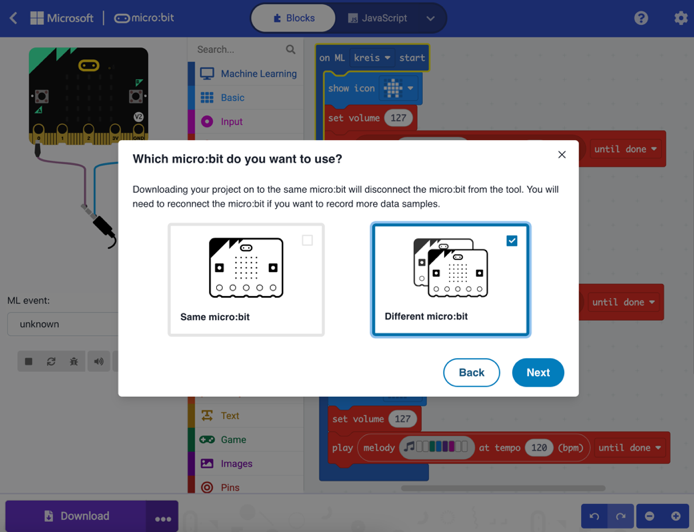 Microsoft
micro:bit
Blocks
JavaScript
?
Search...
Machine Learning
Basic
Input
V2
on ML kreis start
show icon
set volume 127
until done
Which micro:bit do you want to use?
Downloading your project on to the same micro:bit will disconnect the micro:bit from the tool. You will
need to reconnect the micro:bit if you want to record more data samples.
Same micro:bit
Different micro:bit
Back
Next
ML event:
unknown
until done
Text
Game
Images
Pins
set volume 127
play melody at tempo 120 (bpm) until done
Download